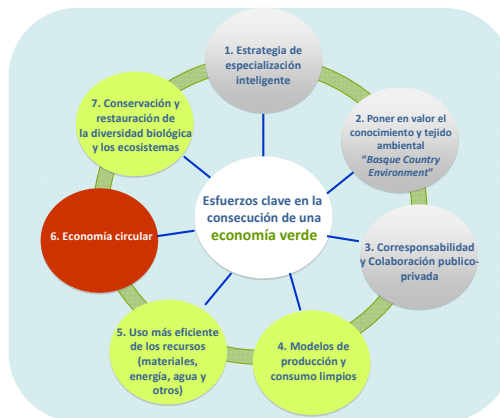 1. Estrategia de
especialización
inteligente
2. Poner en valor el
conocimiento y tejido
ambiental
“Basque Country
Environment”
3. Corresponsabilidad
y Colaboración publico-
privada
4. Modelos de
producción y
consumo limpios
5. Uso más eficiente
de los recursos
(materiales,
energía, agua y
otros)
6. Economía circular
7. Conservación y
restauración de
la diversidad biológica
y los ecosistemas
Esfuerzos clave en la
consecución de una
economía verde